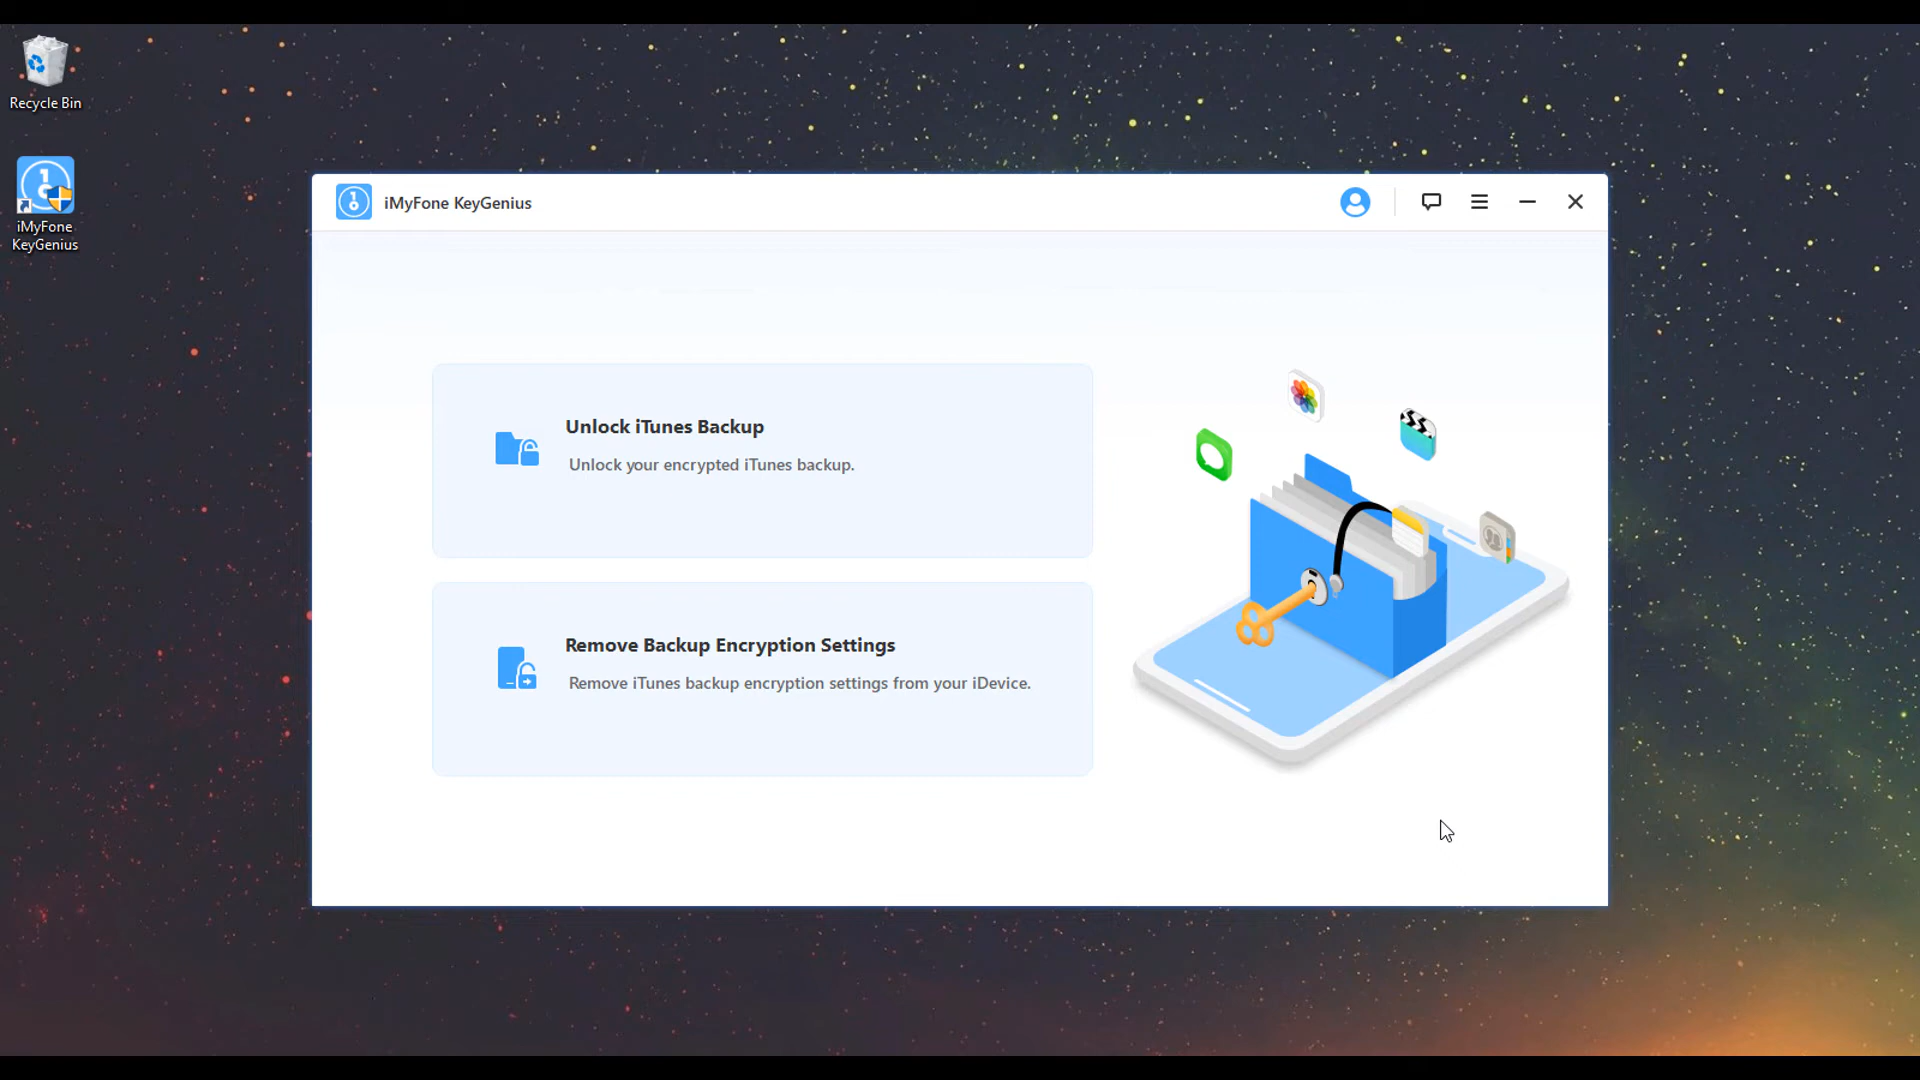 Recycle Bin
iMyFone
KeyGenius
iMyFone KeyGenius
Unlock iTunes Backup
Unlock your encrypted iTunes backup.
Remove Backup Encryption Settings
Remove iTunes backup encryption settings from your iDevice.